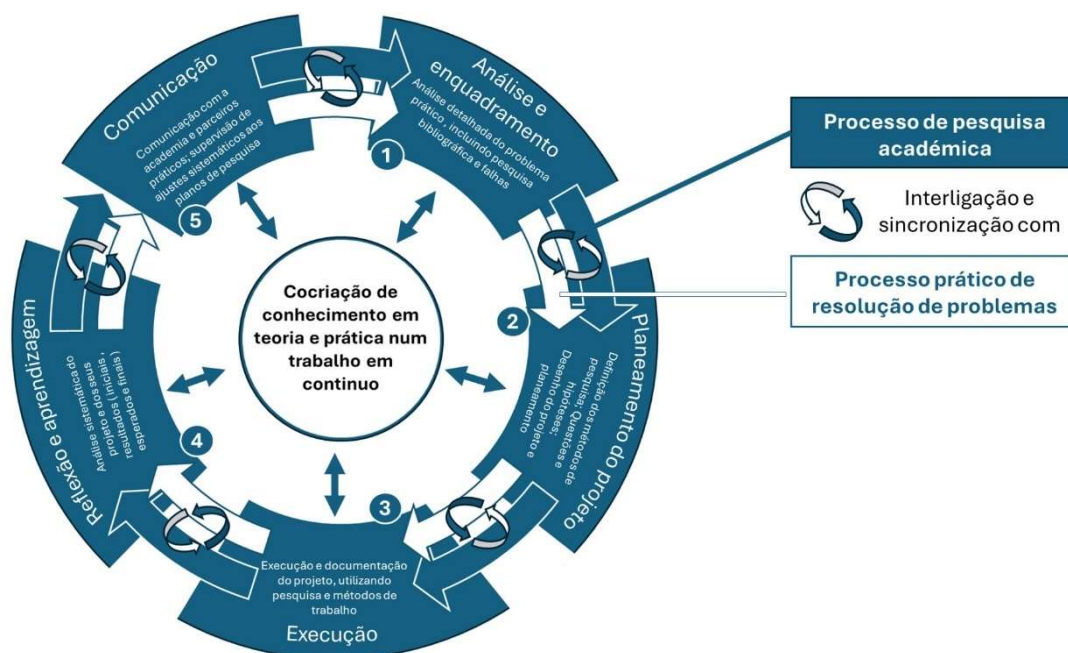 Comunicação
Comunicação com a
academia e parceiros
práticos; supervisão de
ajustes sistemáticos aos
planos de pesquisa
5
Análise e
enquadramento
Análise detalhada do problema
prático , incluindo pesquisa
bibliográfica e falhas
1
Planeamento do projeto
Definição dos métodos de
pesquisa; Questões e
hipóteses;
Desenho do projeto e
planeamento
2
Execução e documentação
do projeto, utilizando
pesquisa e métodos de
trabalho
Execução
3
Reflexão e aprendizagem
Análise sistemática do
projeto e dos seus
resultados (iniciais,
esperados e finais)
4
Cocriação de
conhecimento em
teoria e prática num
trabalho em
continuo
Processo de pesquisa
académica
Interligação e
sincronização com
Processo prático de
resolução de problemas